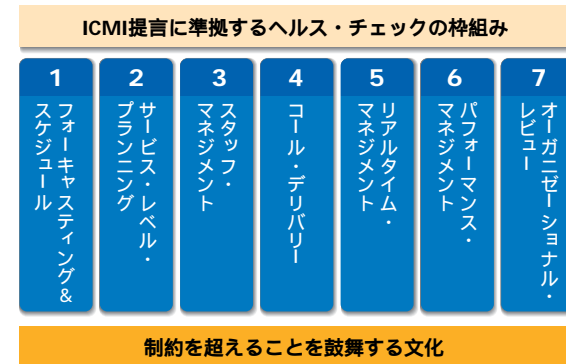 ICMI提言に準拠するヘルス・チェックの枠組み
1
フォーキャスティング&
スケジュール
2
サービス・レベル・
プランニング
3
スタッフ・
マネジメント
4
コール・デリバリー
5
リアルタイム・
マネジメント
6
パフォーマンス・
マネジメント
7
オーガニゼーショナル・
レビュー
制約を超えることを鼓舞する文化